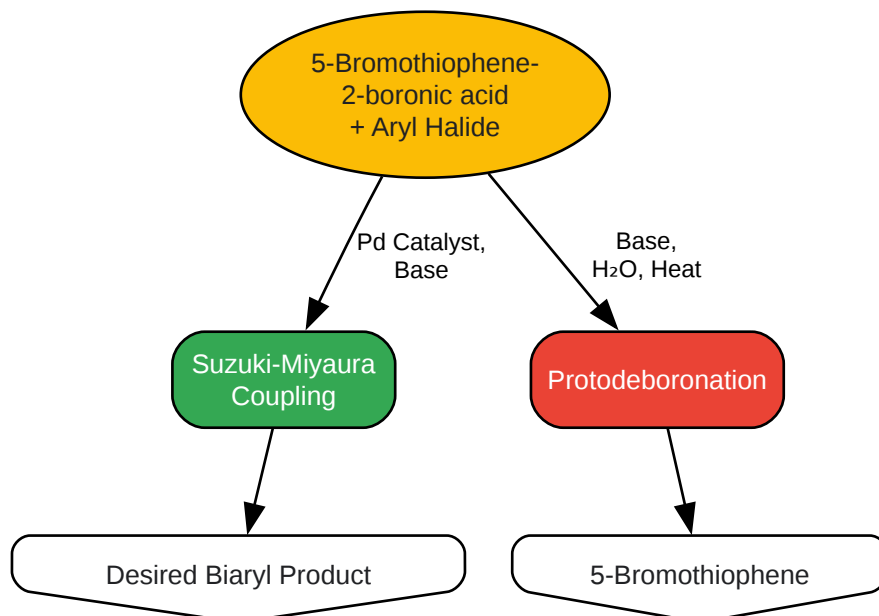 5-Bromothiophene-
2-boronic acid
+ Aryl Halide
Pd Catalyst,
Base
Base,
H₂O, Heat
Suzuki-Miyaura
Coupling
Protodeboronation
Desired Biaryl Product
5-Bromothiophene